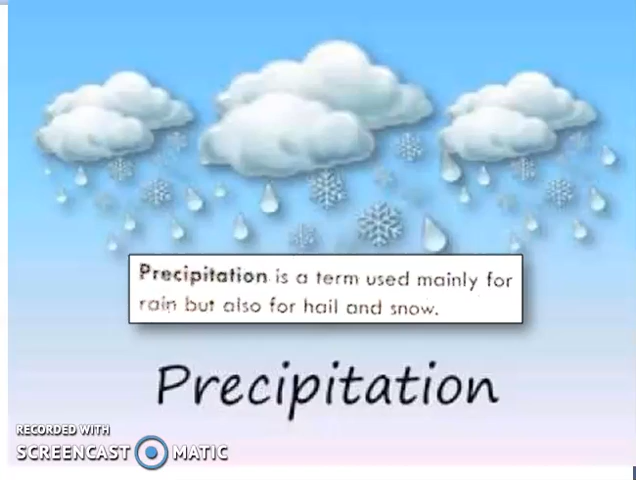 Precipitation is a term used mainly for
rain but also for hail and snow.
Precipitation
RECORDED WITH
SCREENCAST MATIC